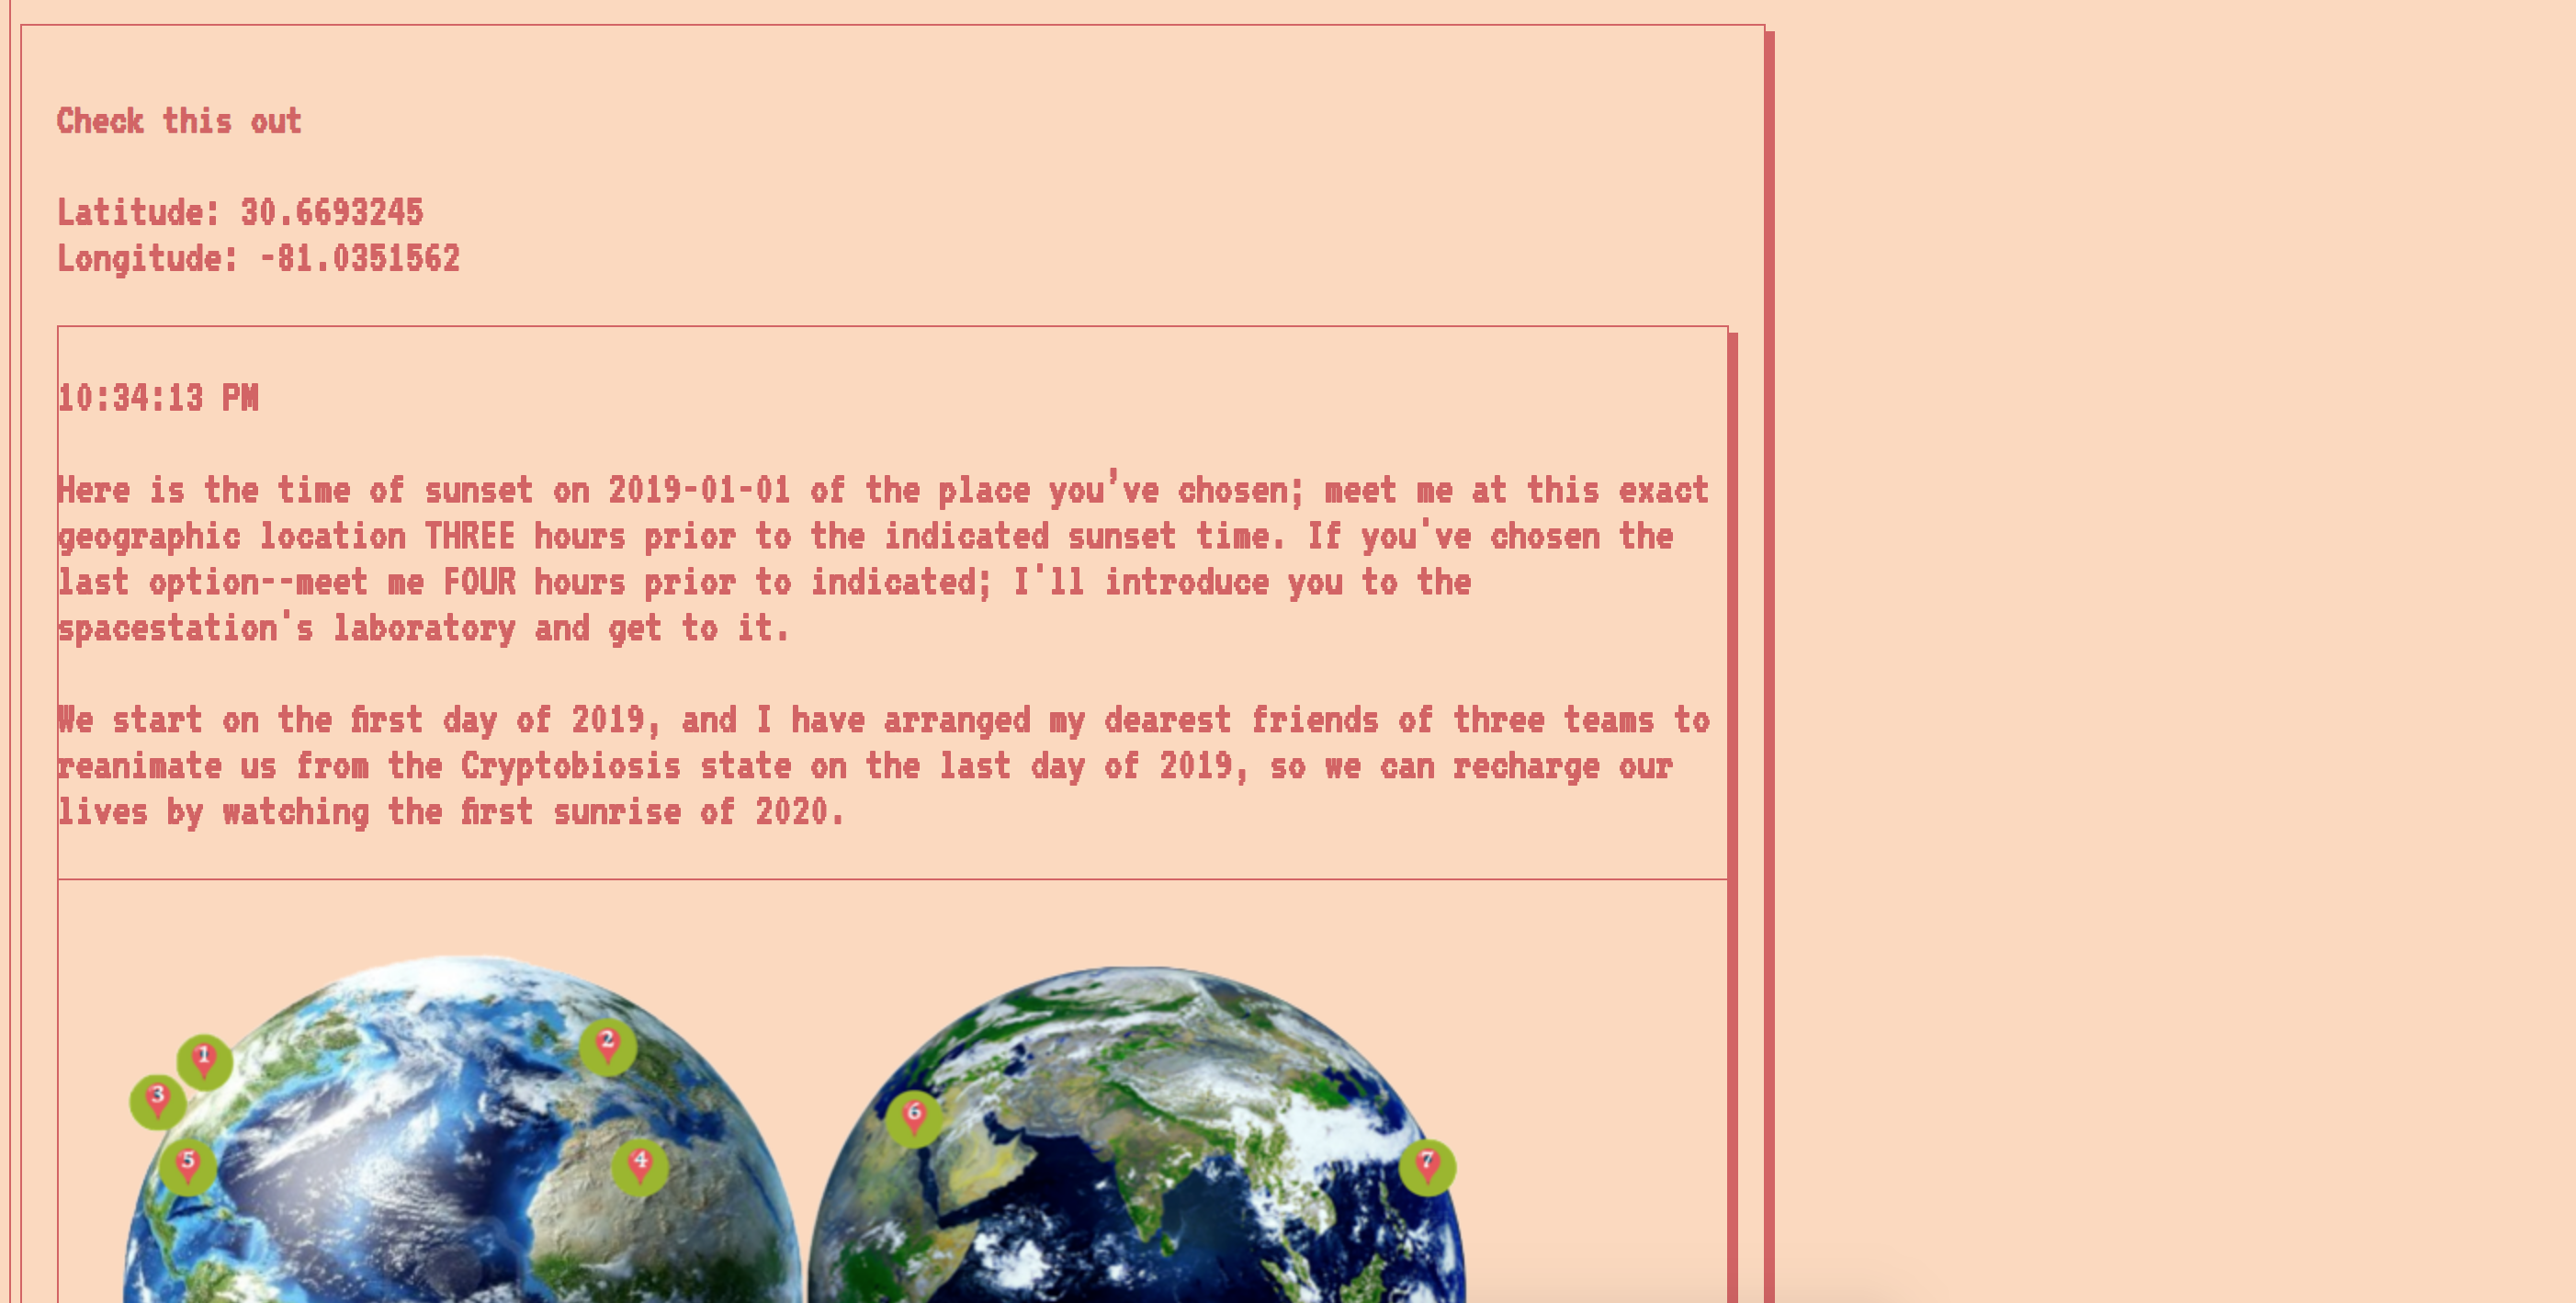 Check this out
Latitude: 30.6693245
Longitude: -81.0351562
10:34:13 PM
Here is the time of sunset on 2019-01-01 of the place you’ve chosen; meet me at this exact
geographic location THREE hours prior to the indicated sunset time. If you've chosen the
last option--meet me FOUR hours prior to indicated; I'll introduce you to the
spacestation's laboratory and get to it.
We start on the first day of 2019, and I have arranged my dearest friends of three teams to
reanimate us from the Cryptobiosis state on the last day of 2019, so we can recharge our
lives by watching the first sunrise of 2020.
2
1
3
6
5
4
7